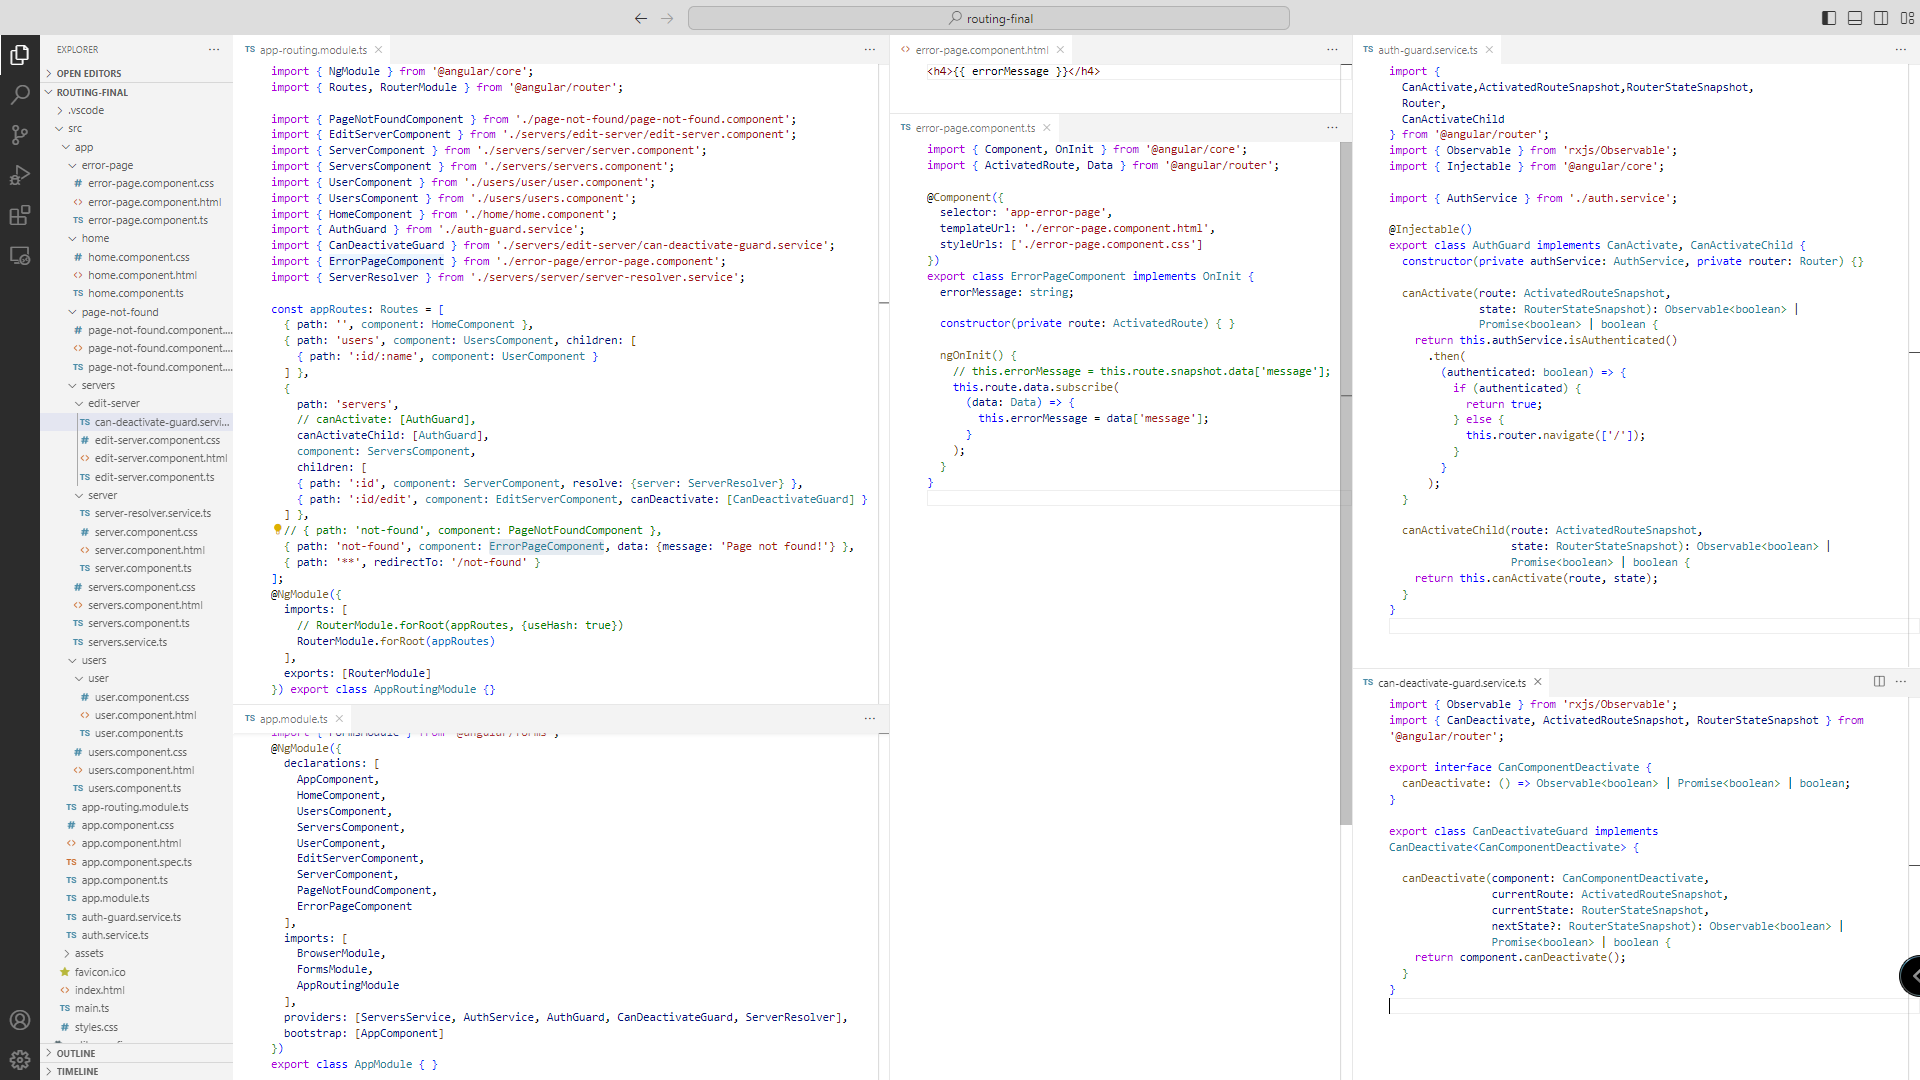 routing-final
EXPLORER
OPEN EDITORS
ROUTING-FINAL
.vscode
src
app
error-page
# error-page.component.css
<> error-page.component.html
TS error-page.component.ts
home
# home.component.css
<> home.component.html
TS home.component.ts
page-not-found
# page-not-found.component....
<> page-not-found.component....
TS page-not-found.component....
servers
edit-server
TS can-deactivate-guard.servi...
# edit-server.component.css
<> edit-server.component.html
TS edit-server.component.ts
server
TS server-resolver.service.ts
# server.component.css
<> server.component.html
TS server.component.ts
# servers.component.css
<> servers.component.html
TS servers.component.ts
TS servers.service.ts
users
user
# user.component.css
<> user.component.html
TS user.component.ts
# users.component.css
<> users.component.html
TS users.component.ts
TS app-routing.module.ts
# app.component.css
<> app.component.html
TS app.component.spec.ts
TS app.component.ts
TS app.module.ts
TS auth-guard.service.ts
TS auth.service.ts
assets
favicon.ico
<> index.html
TS main.ts
# styles.css
OUTLINE
TIMELINE
TS app-routing.module.ts
import { NgModule } from '@angular/core';
import { Routes, RouterModule } from '@angular/router';
import { PageNotFoundComponent } from './page-not-found/page-not-found.component';
import { EditServerComponent } from './servers/edit-server/edit-server.component';
import { ServerComponent } from './servers/server/server.component';
import { ServersComponent } from './servers/servers.component';
import { UserComponent } from './users/user/user.component';
import { UsersComponent } from './users/users.component';
import { HomeComponent } from './home/home.component';
import { AuthGuard } from './auth-guard.service';
import { CanDeactivateGuard } from './servers/edit-server/can-deactivate-guard.service';
import { ErrorPageComponent } from './error-page/error-page.component';
import { ServerResolver } from './servers/server/server-resolver.service';
const appRoutes: Routes = [
{ path: '', component: HomeComponent },
{ path: 'users', component: UsersComponent, children: [
{ path: ':id/:name', component: UserComponent }
] },
{
path: 'servers',
// canActivate: [AuthGuard],
canActivateChild: [AuthGuard],
component: ServersComponent,
children: [
{ path: ':id', component: ServerComponent, resolve: {server: ServerResolver} },
{ path: ':id/edit', component: EditServerComponent, canDeactivate: [CanDeactivateGuard] }
] },
// { path: 'not-found', component: PageNotFoundComponent },
{ path: 'not-found', component: ErrorPageComponent, data: {message: 'Page not found!'} },
{ path: '**', redirectTo: '/not-found' }
];
@NgModule({
imports: [
// RouterModule.forRoot(appRoutes, {useHash: true})
RouterModule.forRoot(appRoutes)
],
exports: [RouterModule]
}) export class AppRoutingModule {}
TS app.module.ts
import { FormsModule } from '@angular/forms';
@NgModule({
declarations: [
AppComponent,
HomeComponent,
UsersComponent,
ServersComponent,
UserComponent,
EditServerComponent,
ServerComponent,
PageNotFoundComponent,
ErrorPageComponent
],
imports: [
BrowserModule,
FormsModule,
AppRoutingModule
],
providers: [ServersService, AuthService, AuthGuard, CanDeactivateGuard, ServerResolver],
bootstrap: [AppComponent]
})
export class AppModule { }
<> error-page.component.html
<h4>{{ errorMessage }}</h4>
TS error-page.component.ts
import { Component, OnInit } from '@angular/core';
import { ActivatedRoute, Data } from '@angular/router';
@Component({
selector: 'app-error-page',
templateUrl: './error-page.component.html',
styleUrls: ['./error-page.component.css']
})
export class ErrorPageComponent implements OnInit {
errorMessage: string;
constructor(private route: ActivatedRoute) { }
ngOnInit() {
// this.errorMessage = this.route.snapshot.data['message'];
this.route.data.subscribe(
(data: Data) => {
this.errorMessage = data['message'];
}
);
}
}
TS auth-guard.service.ts
import {
CanActivate,ActivatedRouteSnapshot,RouterStateSnapshot,
Router,
CanActivateChild
} from '@angular/router';
import { Observable } from 'rxjs/Observable';
import { Injectable } from '@angular/core';
import { AuthService } from './auth.service';
@Injectable()
export class AuthGuard implements CanActivate, CanActivateChild {
constructor(private authService: AuthService, private router: Router) {}
canActivate(route: ActivatedRouteSnapshot,
state: RouterStateSnapshot): Observable<boolean> |
Promise<boolean> | boolean {
return this.authService.isAuthenticated()
.then(
(authenticated: boolean) => {
if (authenticated) {
return true;
} else {
this.router.navigate(['/']);
}
}
);
}
canActivateChild(route: ActivatedRouteSnapshot,
state: RouterStateSnapshot): Observable<boolean> |
Promise<boolean> | boolean {
return this.canActivate(route, state);
}
}
TS can-deactivate-guard.service.ts
import { Observable } from 'rxjs/Observable';
import { CanDeactivate, ActivatedRouteSnapshot, RouterStateSnapshot } from
'@angular/router';
export interface CanComponentDeactivate {
canDeactivate: () => Observable<boolean> | Promise<boolean> | boolean;
}
export class CanDeactivateGuard implements
CanDeactivate<CanComponentDeactivate> {
canDeactivate(component: CanComponentDeactivate,
currentRoute: ActivatedRouteSnapshot,
currentState: RouterStateSnapshot,
nextState?: RouterStateSnapshot): Observable<boolean> |
Promise<boolean> | boolean {
return component.canDeactivate();
}
}